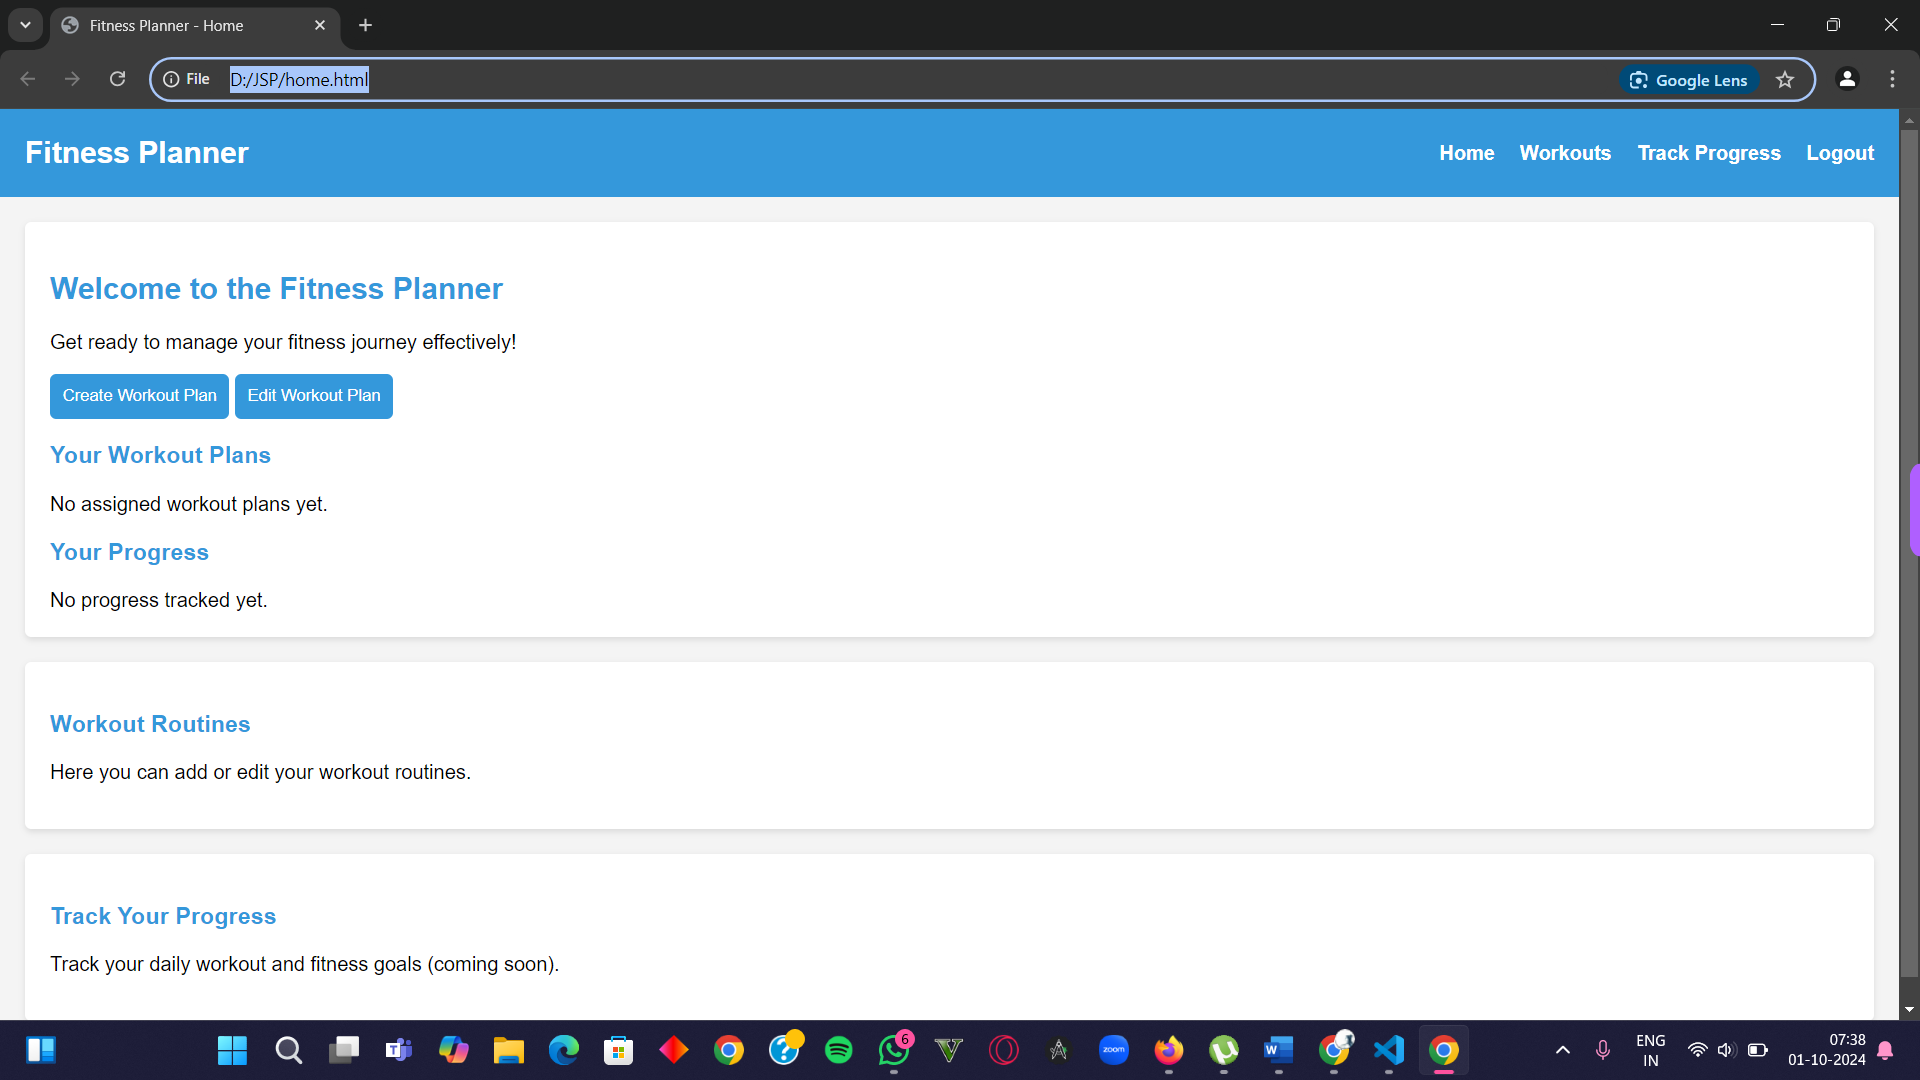 Fitness Planner - Home
File D:/JSP/home.html Google Lens
Fitness Planner Home Workouts Track Progress Logout
Welcome to the Fitness Planner
Get ready to manage your fitness journey effectively!
Create Workout Plan Edit Workout Plan
Your Workout Plans
No assigned workout plans yet.
Your Progress
No progress tracked yet.
Workout Routines
Here you can add or edit your workout routines.
Track Your Progress
Track your daily workout and fitness goals (coming soon).
6
zoom
ENG
IN
07:38
01-10-2024